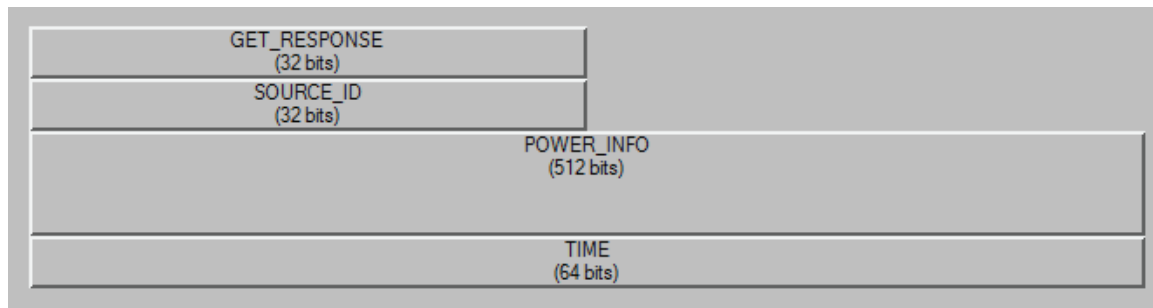 GET_RESPONSE
(32 bits)
SOURCE_ID
(32 bits)
POWER_INFO
(512 bits)
TIME
(64 bits)